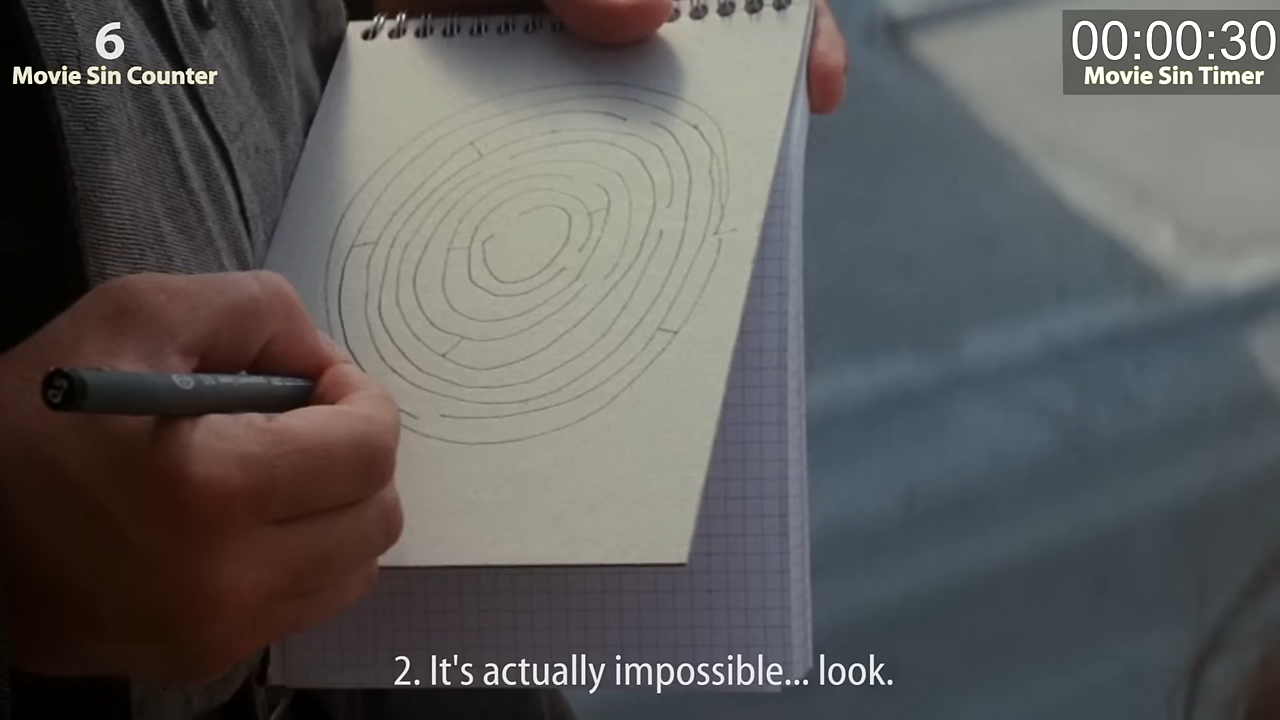 6
Movie Sin Counter
00:00:30
Movie Sin Timer
2. It's actually impossible... look.